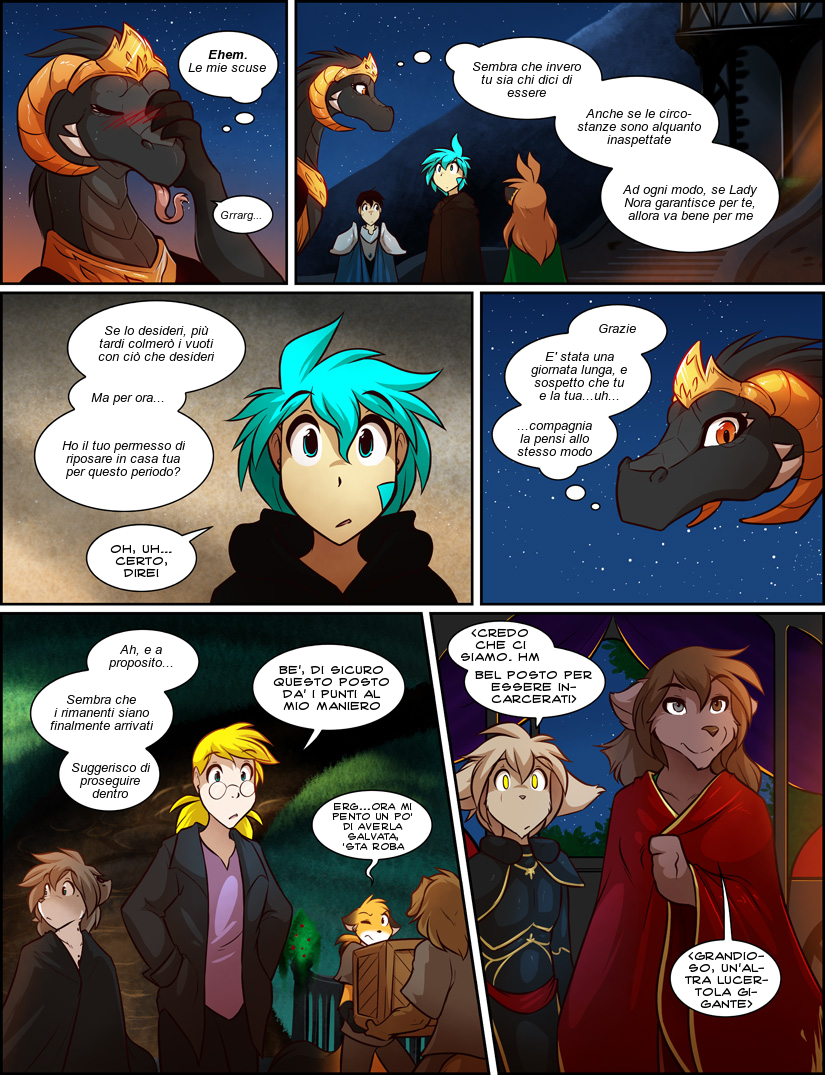 Ehem.
Le mie scuse
Grrarg...
Sembra che invero
tu sia chi dici di
essere
Anche se le circo-
stanze sono alquanto
inaspettate
Ad ogni modo, se Lady
Nora garantisce per te,
allora va bene per me
Se lo desideri, più
tardi colmerò i vuoti
con ciò che desideri
Ma per ora...
Ho il tuo permesso di
riposare in casa tua
per questo periodo?
OH, UH...
CERTO,
DIREI
Grazie
E' stata una
giornata lunga, e
sospetto che tu
e la tua...uh...
...compagnia
la pensi allo
stesso modo
Ah, e a
proposito...
Sembra che
i rimanenti siano
finalmente arrivati
Suggerisco di
proseguire
dentro
BE', DI SICURO
QUESTO POSTO
DA' I PUNTI AL
MIO MANIERO
ERG...ORA MI
PENTO UN PO'
DI AVERLA
SALVATA,
'STA ROBA
<CREDO
CHE CI
SIAMO. HM
BEL POSTO PER
ESSERE IN-
CARCERATI>
<GRANDIO-
SO, UN'AL-
TRA LUCER-
TOLA GI-
GANTE>